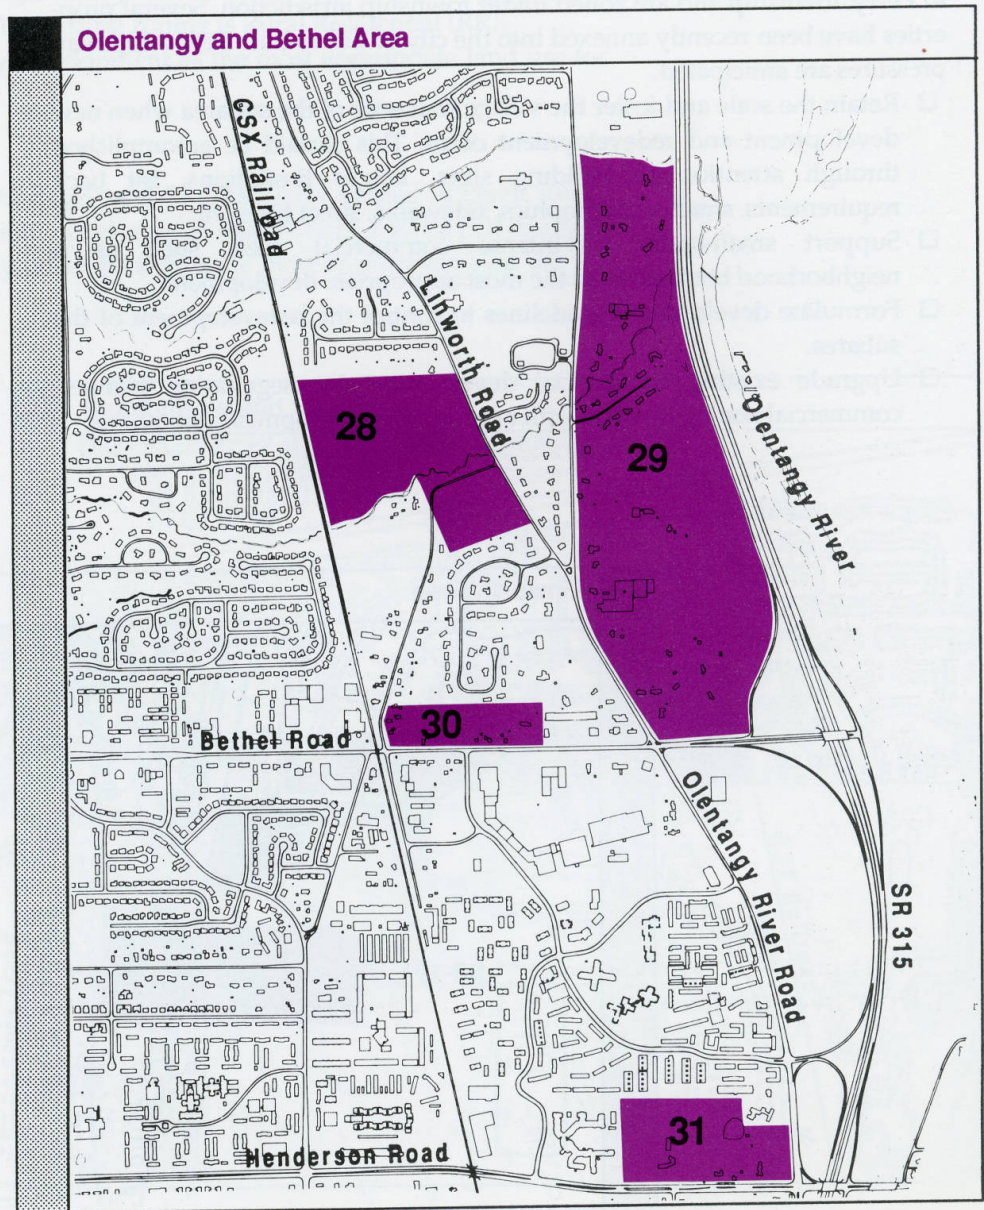 Olentangy and Bethel Area
CSX Railroad
Linworth Road
28
29
Olentangy River
30
Bethel Road
Olentangy River Road
SR 315
31
Henderson Road